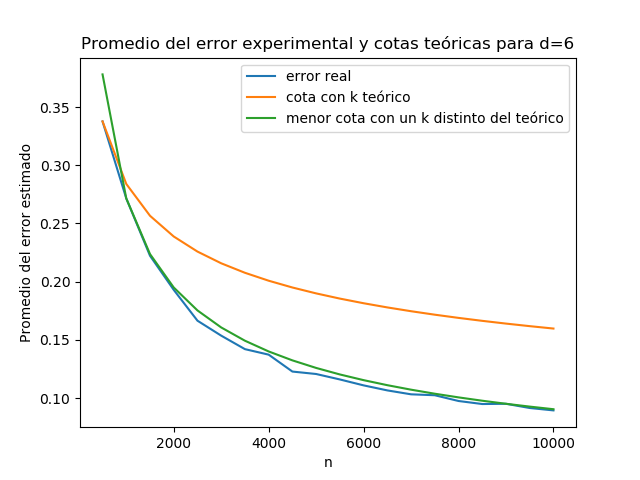 Promedio del error experimental y cotas teóricas para d=6
error real
cota con k teórico
menor cota con un k distinto del teórico
Promedio del error estimado
0.35
0.30
0.25
0.20
0.15
0.10
2000
4000
6000
8000
10000
n